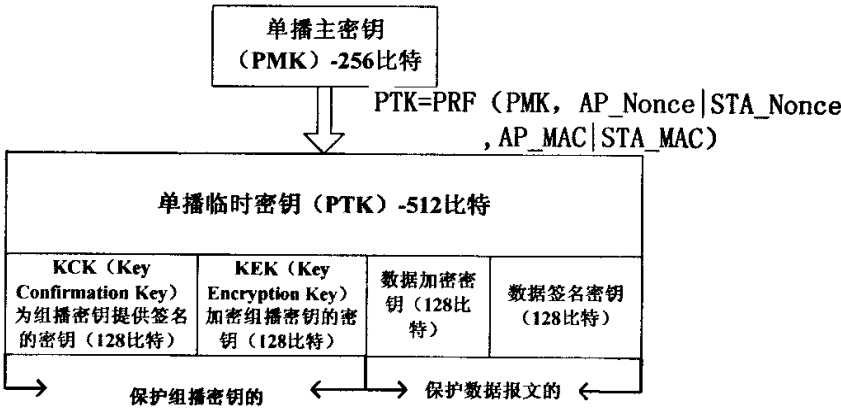 单播主密钥
（PMK）-256比特
PTK=PRF（PMK, AP_Nonce|STA_Nonce
,AP_MAC|STA_MAC）
单播临时密钥（PTK）-512比特
KCK（Key
Confirmation Key）
为组播密钥提供签名
的密钥（128比特）
KEK（Key
Encryption Key）
加密组播密钥的密
钥（128比特）
数据加密密
钥（128比
特）
数据签名密钥
（128比特）
保护组播密钥的
保护数据报文的